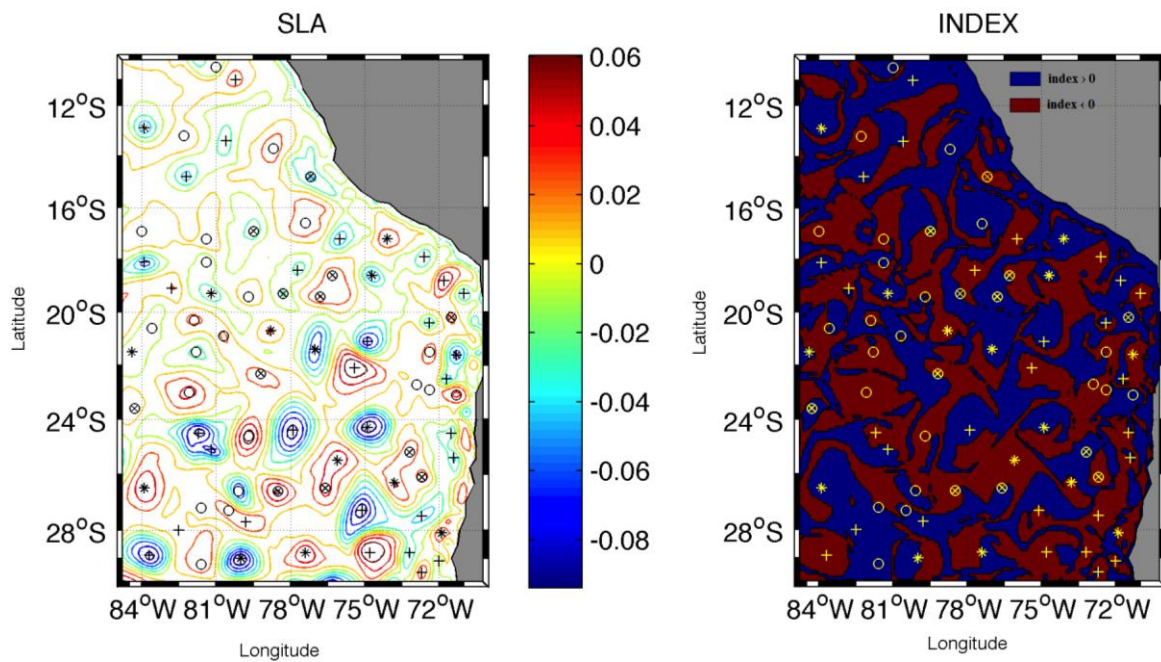 SLA
12°S
16°S
20°S
24°S
28°S
Latitude
84°W 81°W 78°W 75°W 72°W
Longitude
0.06
0.04
0.02
0
-0.02
-0.04
-0.06
-0.08
INDEX
index > 0
index < 0
12°S
16°S
20°S
24°S
28°S
Latitude
84°W 81°W 78°W 75°W 72°W
Longitude